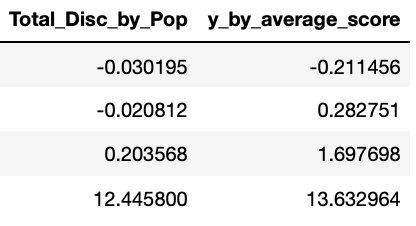 Total_Disc_by_Pop y_by_average_score
-0.030195 -0.211456
-0.020812 0.282751
0.203568 1.697698
12.445800 13.632964